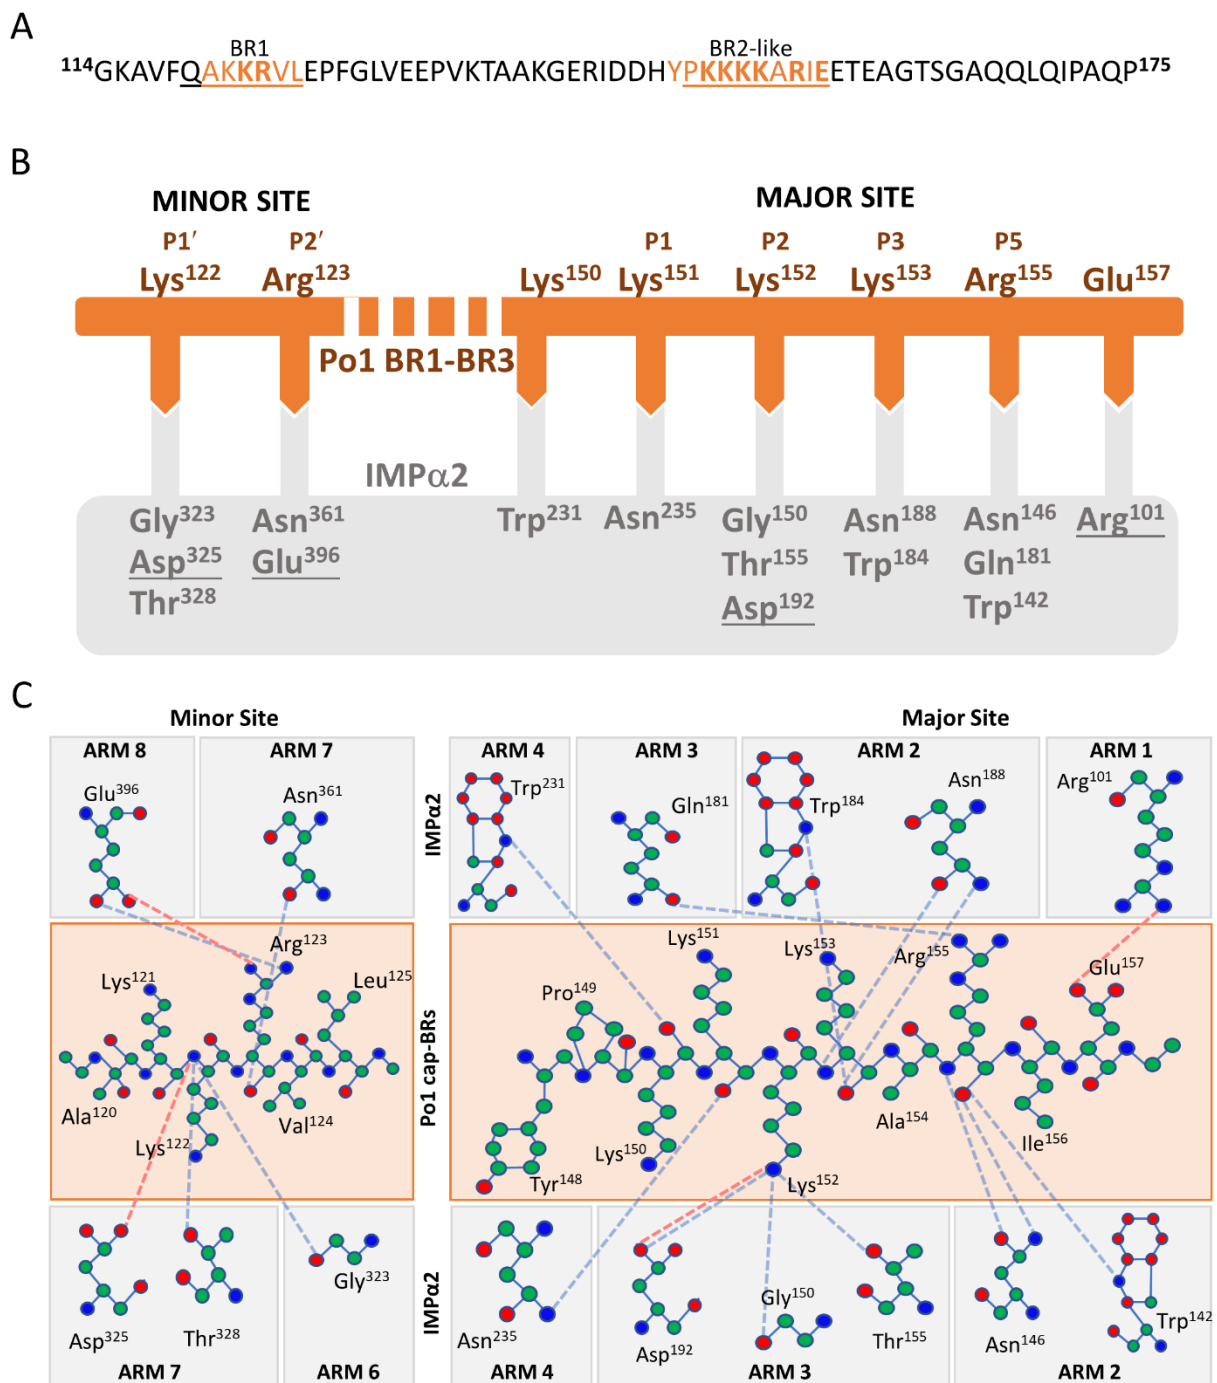 A
BR1 BR2-like
114GKAVFQAKKRVLEPFGLVEEPVKTAAKGERIDDHYPKKKKARIEETEAGTSGAQQLQIPAQP175
B
MINOR SITE MAJOR SITE
P1′ P2′ P1 P2 P3 P5
Lys122 Arg123 Lys150 Lys151 Lys152 Lys153 Arg155 Glu157
Po1 BR1-BR3
IMPα2
Gly323 Asn361 Trp231 Asn235 Gly150 Asn188 Asn146 Arg101
Asp325 Glu396 Thr155 Trp184 Gln181
Thr328 Asp192 Trp142
C
Minor Site Major Site
ARM 8 ARM 7 ARM 4 ARM 3 ARM 2 ARM 1
Glu396 Asn361 Trp231 Gln181 Trp184 Asn188 Arg101
IMPα2
Arg123 Lys151 Lys153 Arg155 Glu157
Lys121 Leu125 Pro149
Po1 cap-BRs
Ala120 Val124 Ala154
Lys122 Lys150 Ile156
Tyr148 Lys152
IMPα2
Gly323 Gly150
Asp325 Thr328 Asn235 Asp192 Thr155 Asn146 Trp142
ARM 7 ARM 6 ARM 4 ARM 3 ARM 2